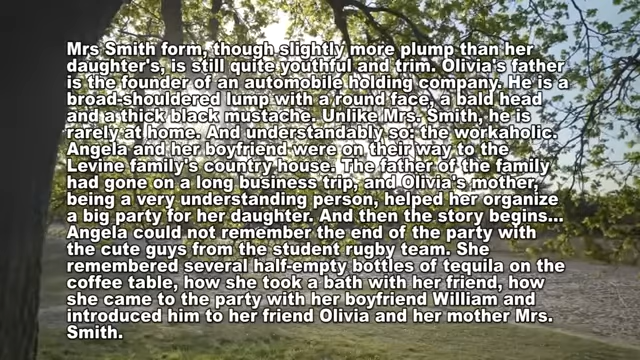 Mrs Smith form, though slightly more plump than her
daughter's, is still quite youthful and trim. Olivia's father
is the founder of an automobile holding company. He is a
broad-shouldered lump with a round face, a bald head
and a thick black mustache. Unlike Mrs. Smith, he is
rarely at home. And understandably so: the workaholic.
Angela and her boyfriend were on their way to the
Levine family's country house. The father of the family
had gone on a long business trip, and Olivia's mother,
being a very understanding person, helped her organize
a big party for her daughter. And then the story begins...
Angela could not remember the end of the party with
the cute guys from the student rugby team. She
remembered several half-empty bottles of tequila on the
coffee table, how she took a bath with her friend, how
she came to the party with her boyfriend William and
introduced him to her friend Olivia and her mother Mrs.
Smith.